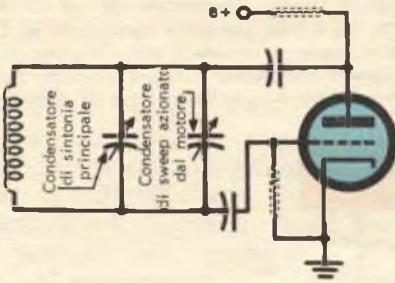 B+
Condensatore
di sintonia
principale
Condensatore
di sweep azionato
dal motore